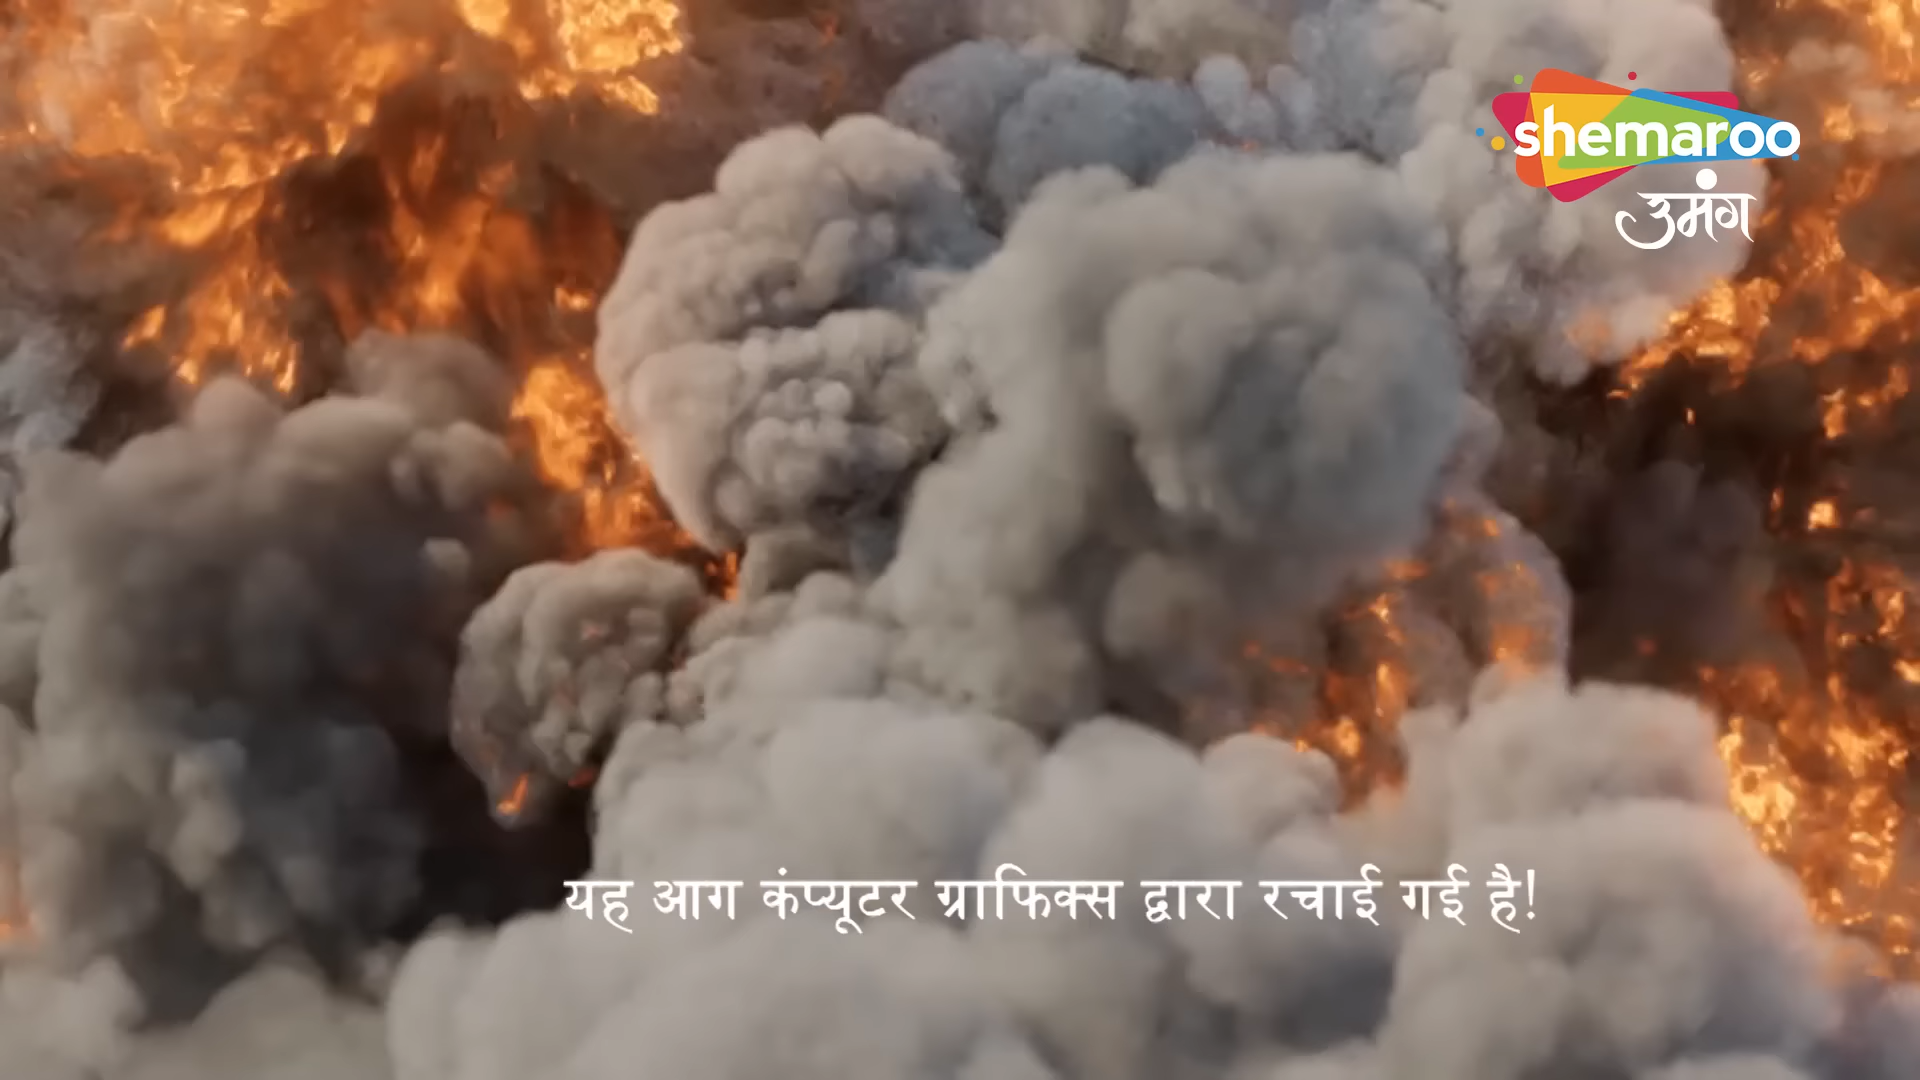 shemaroo
उमंग
यह आग कंप्यूटर ग्राफिक्स द्वारा रचाई गई है!